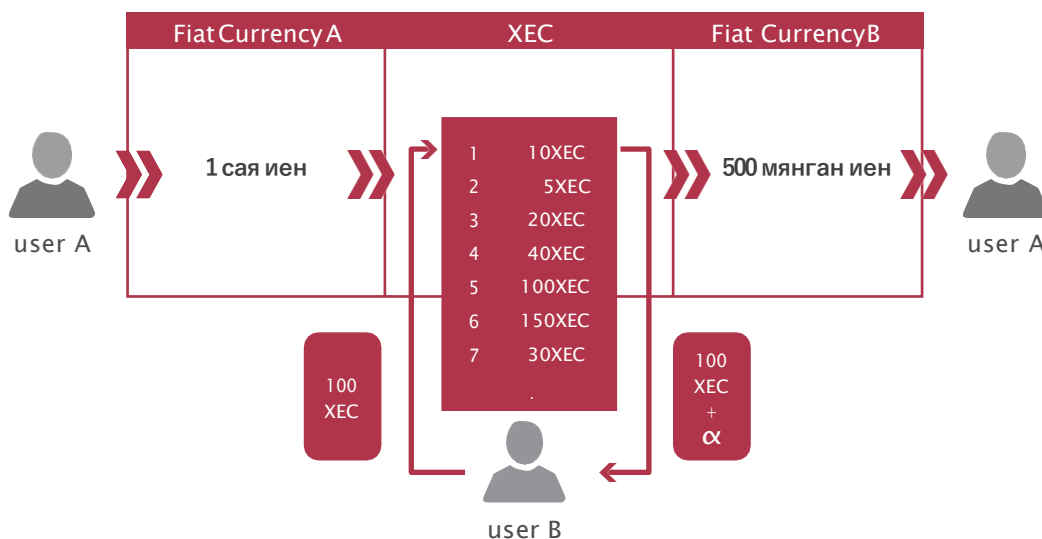 Fiat Currency A XEC Fiat Currency B
1 сая иен
500 мянган иен
user A
user A
1 10XEC
2 5XEC
3 20XEC
4 40XEC
5 100XEC
6 150XEC
7 30XEC
.
100
XEC
100
XEC
+
α
user B